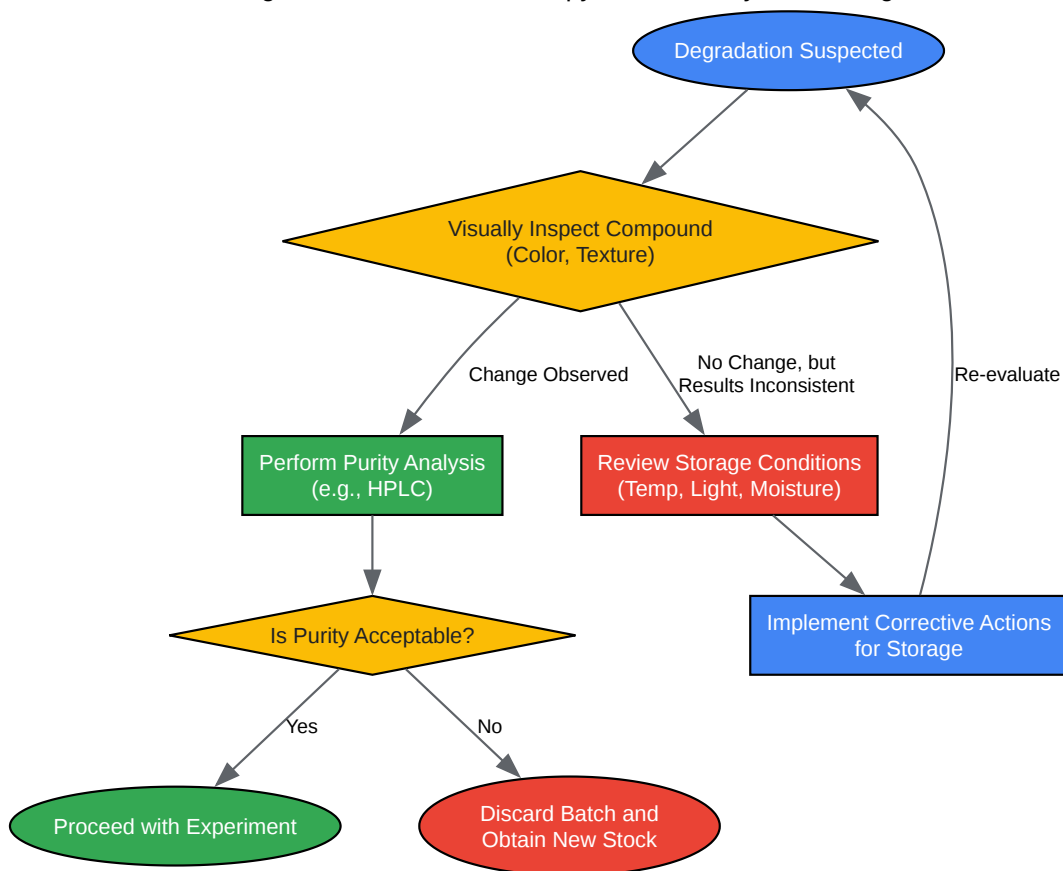 Degradation Suspected
Visually Inspect Compound
(Color, Texture)
Change Observed
No Change, but
Results Inconsistent
Re-evaluate
Perform Purity Analysis
(e.g., HPLC)
Review Storage Conditions
(Temp, Light, Moisture)
Implement Corrective Actions
for Storage
Is Purity Acceptable?
Yes
No
Proceed with Experiment
Discard Batch and
Obtain New Stock